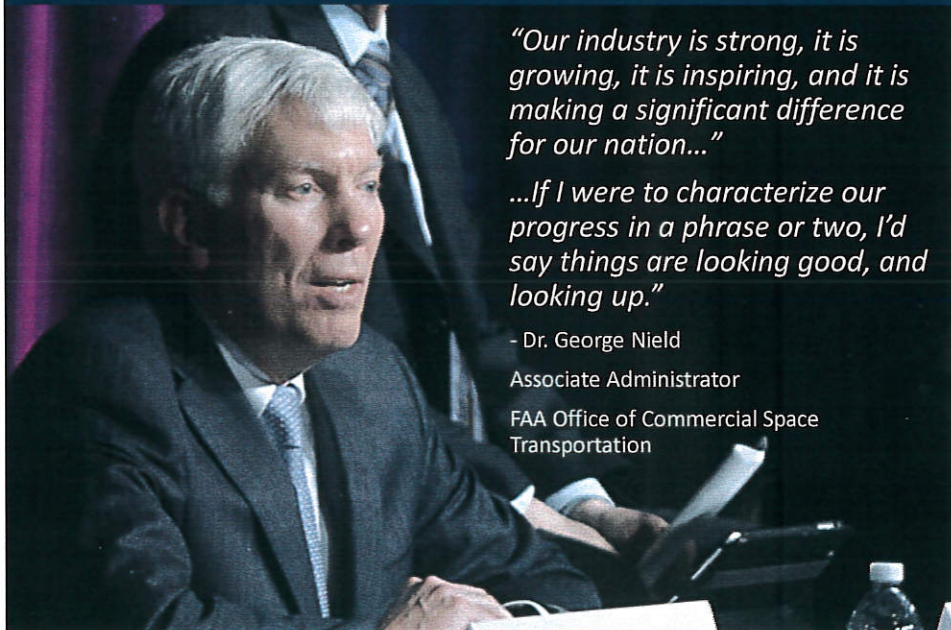 “Our industry is strong, it is
growing, it is inspiring, and it is
making a significant difference
for our nation…”
…If I were to characterize our
progress in a phrase or two, I’d
say things are looking good, and
looking up.”
- Dr. George Nield
Associate Administrator
FAA Office of Commercial Space
Transportation